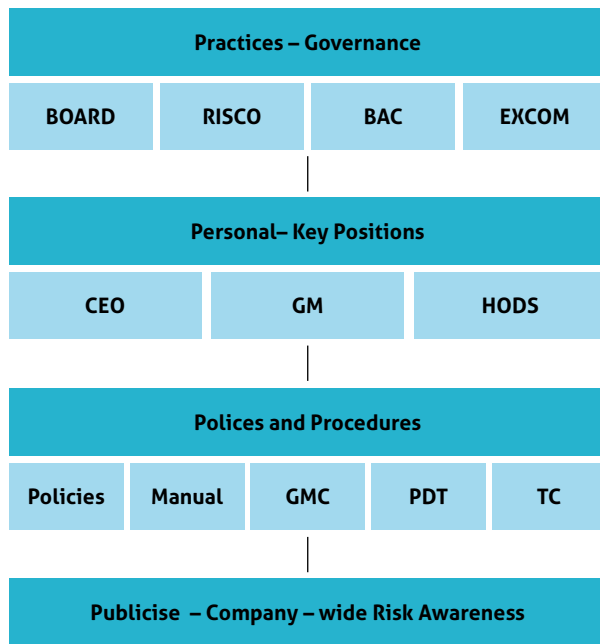 Practices – Governance
BOARD RISCO BAC EXCOM
Personal– Key Positions
CEO GM HODS
Polices and Procedures
Policies Manual GMC PDT TC
Publicise – Company – wide Risk Awareness